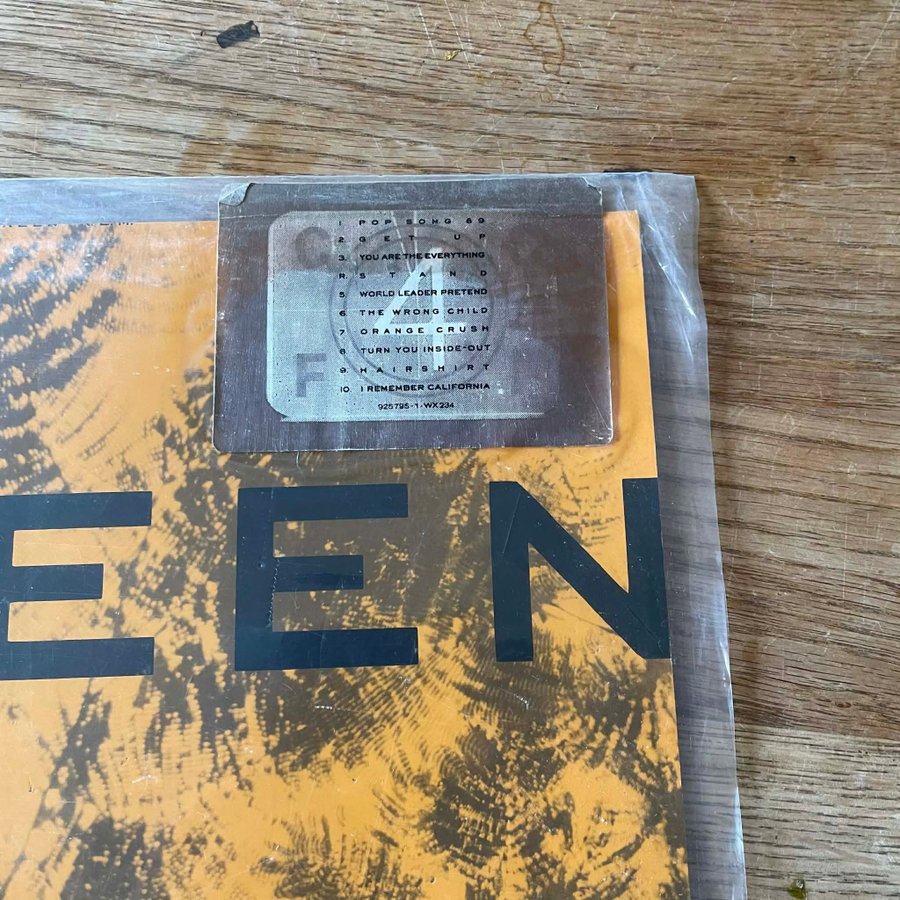 1 POP SONG 89
2 GET UP
3. YOU ARE THE EVERYTHING
R. STAND
5 WORLD LEADER PRETEND
6 THE WRONG CHILD
7 ORANGE CRUSH
8 TURN YOU INSIDE-OUT
9 HAIRSHIRT
10 I REMEMBER CALIFORNIA
925795-1-WX234
4
F
EEN